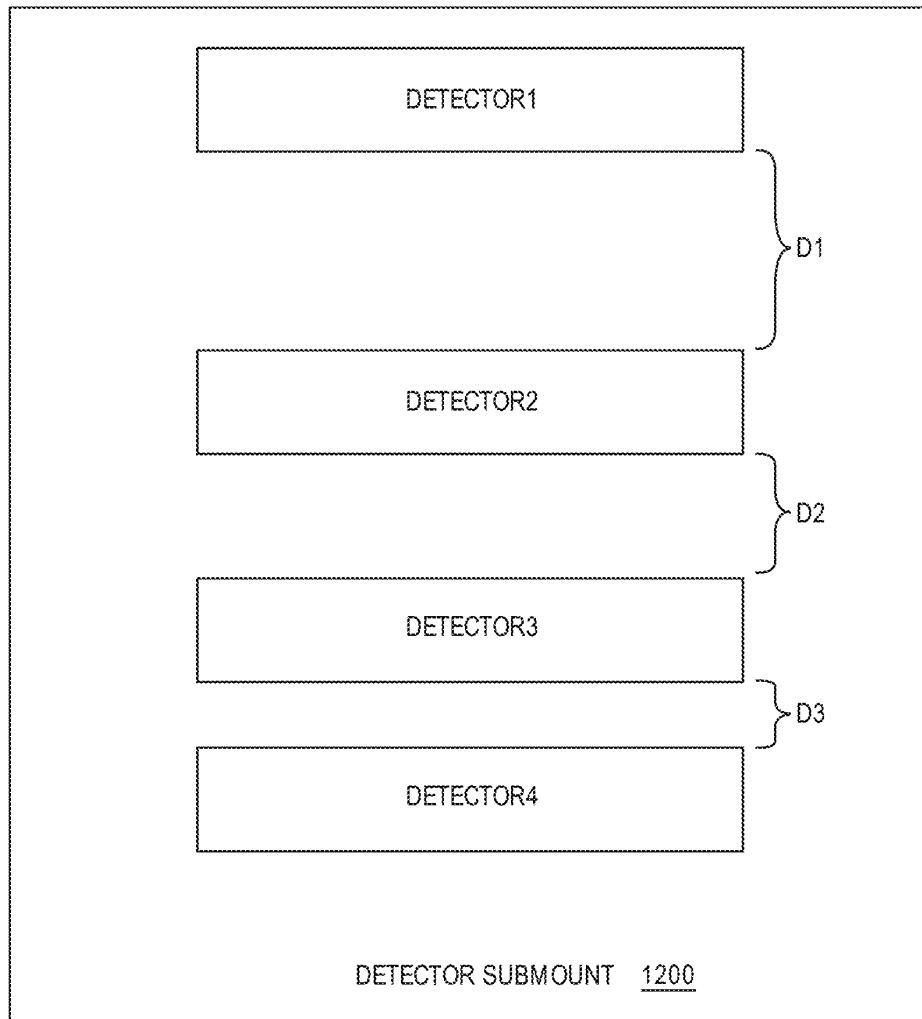 DETECTOR1
D1
DETECTOR2
D2
DETECTOR3
D3
DETECTOR4
DETECTOR SUBMOUNT 1200